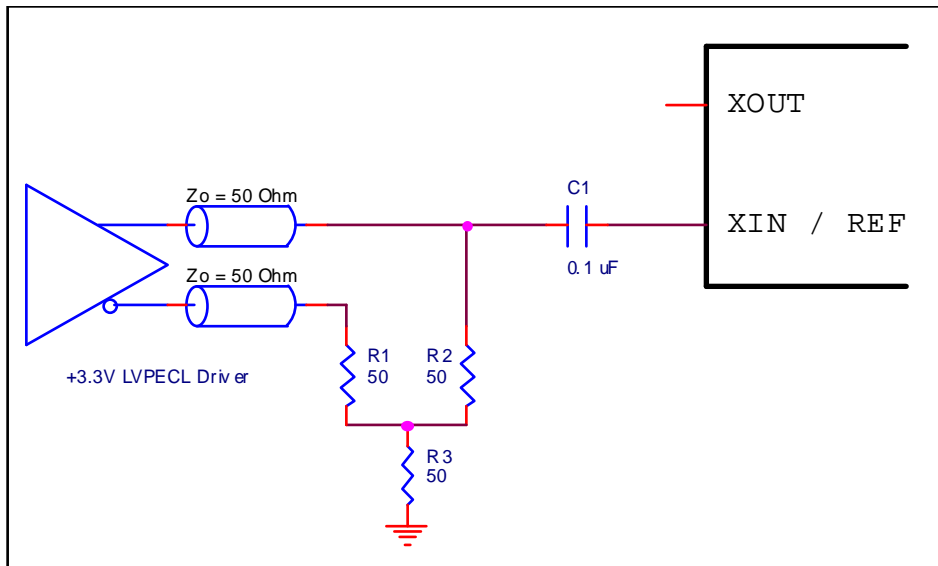 XOUT
Zo = 50 Ohm
C1
XIN / REF
0.1 uF
Zo = 50 Ohm
R1
50
R2
50
+3.3V LVPECL Driver
R3
50